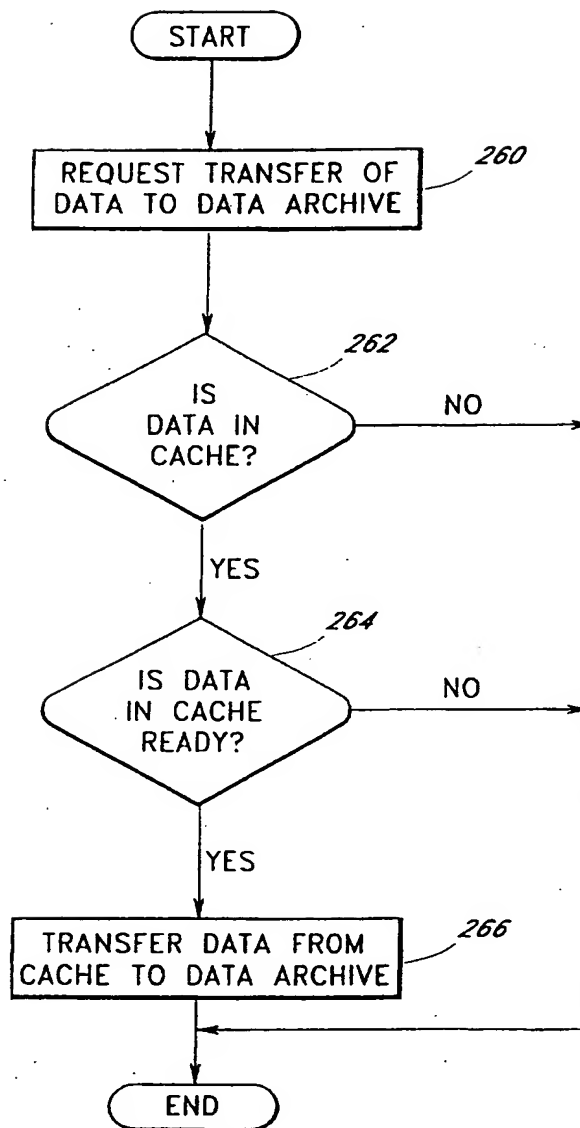 START
REQUEST TRANSFER OF
DATA TO DATA ARCHIVE
260
IS
DATA IN
CACHE?
262
NO
YES
IS DATA
IN CACHE
READY?
264
NO
YES
TRANSFER DATA FROM
CACHE TO DATA ARCHIVE
266
END